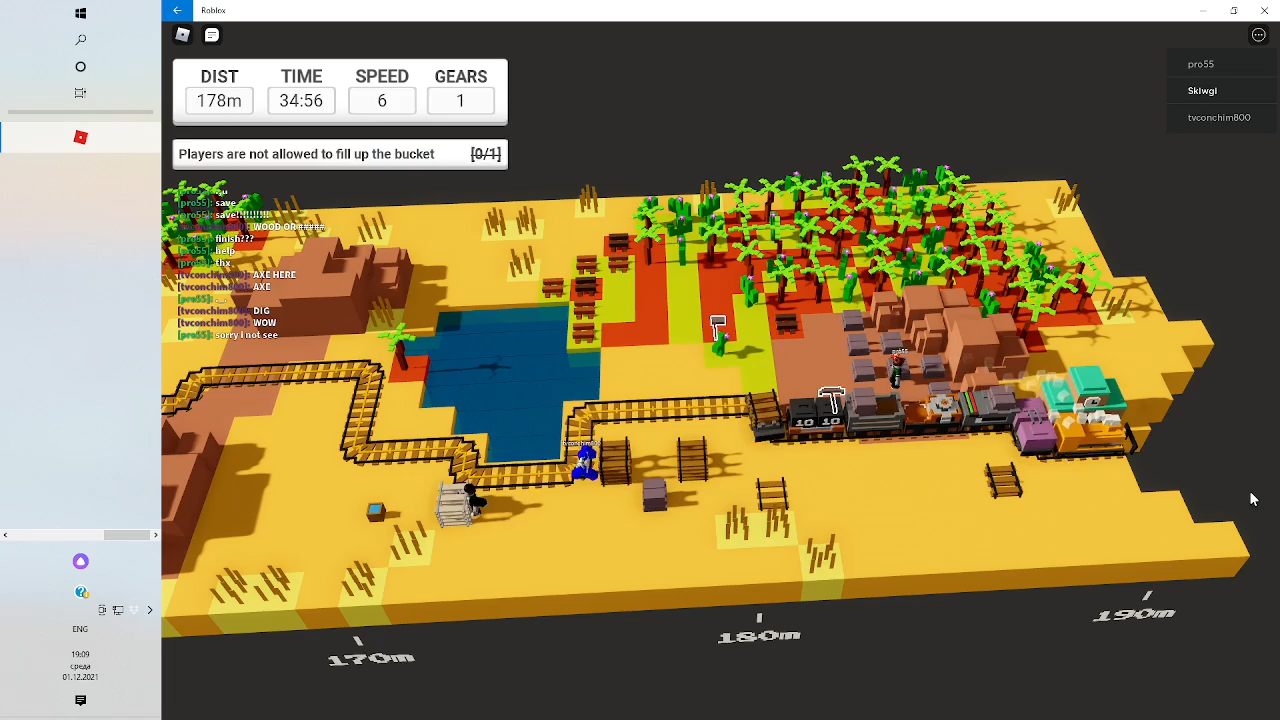 Roblox
pro55
Skiwgi
tvconchim800
DIST TIME SPEED GEARS
178m 34:56 6 1
Players are not allowed to fill up the bucket [0/1]
[pro55]: save
[pro55]: save!!!!!!!!!!
WOOD OR #####
[pro55]: finish???
[pro55]: help
[pro55]: thx
[tvconchim800]: AXE HERE
[tvconchim800]: AXE
[tvconchim800]: DIG
[tvconchim800]: WOW
[pro55]: sorry i not see
pro55
10 10
tvconchim800
170m
180m
190m
ENG
19:09
среда
01.12.2021